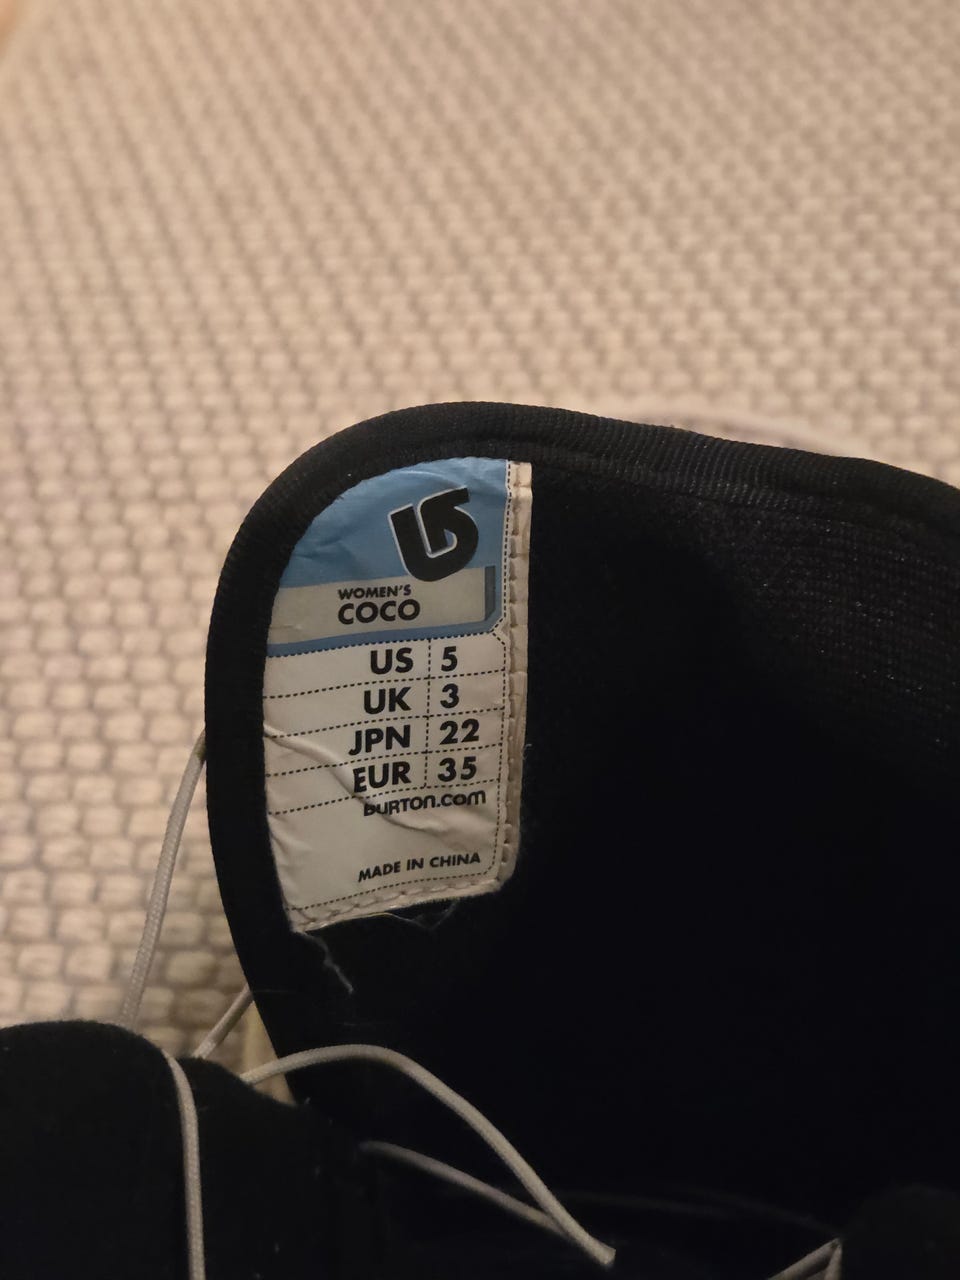 WOMEN'S
COCO
US 5
UK 3
JPN 22
EUR 35
BURTON.COM
MADE IN CHINA